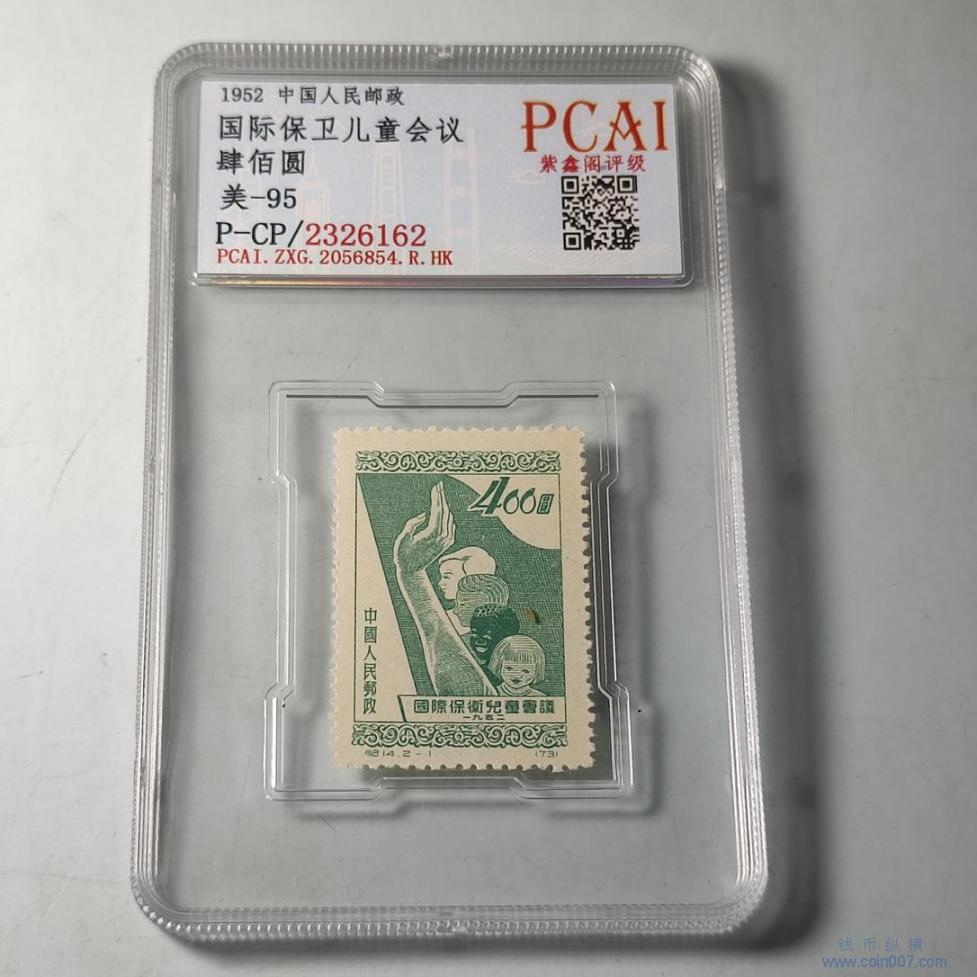 1952 中国人民邮政
国际保卫儿童会议
肆佰圆
美-95
P-CP/2326162
PCAI.ZXG.2056854.R.HK
PCAI
紫鑫阁评级
400圓
中國人民郵政
國際保衛兒童會議
一九五二
紀14.2-1
(73)
钱币纵横
www.coin007.com